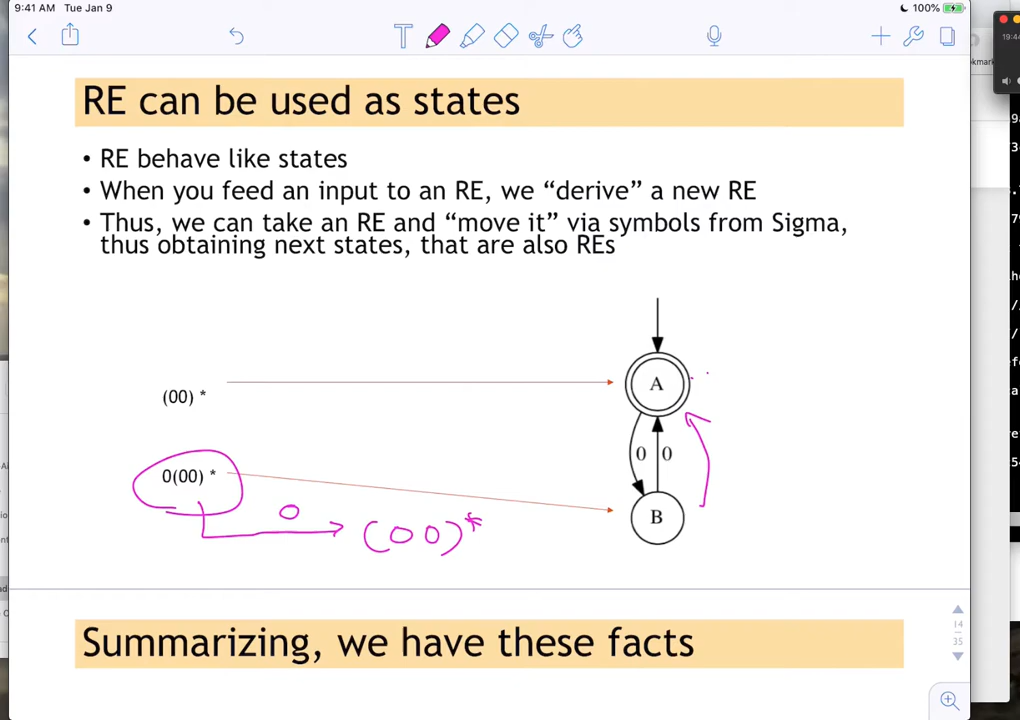 9:41 AM Tue Jan 9
100%
19:44
RE can be used as states
• RE behave like states
• When you feed an input to an RE, we “derive” a new RE
• Thus, we can take an RE and “move it” via symbols from Sigma,
thus obtaining next states, that are also REs
A
(00) *
0 0
0(00) *
B
0
(00)*
Summarizing, we have these facts
14
35